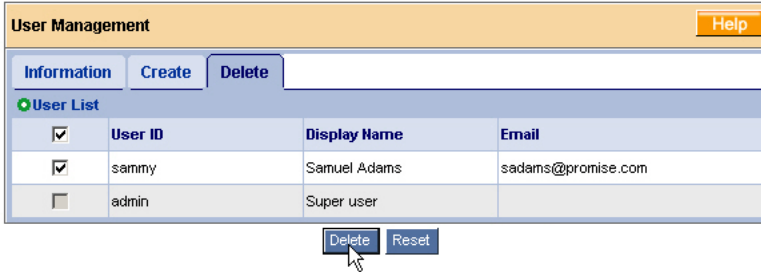 User Management Help
Information Create Delete
User List
User ID Display Name Email
sammy Samuel Adams sadams@promise.com
admin Super user
Delete Reset